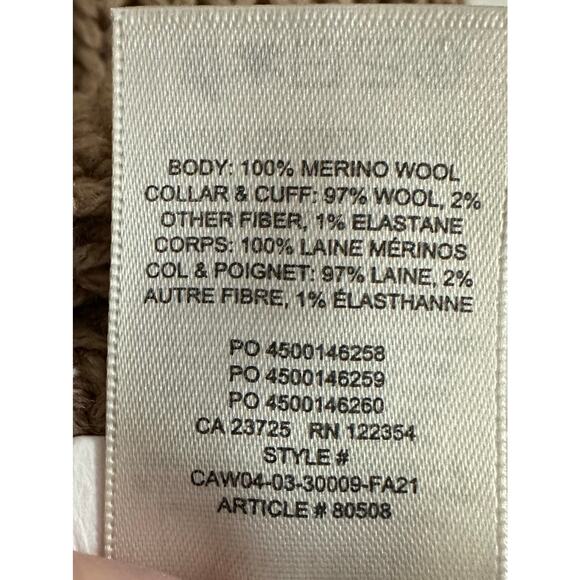 BODY: 100% MERINO WOOL
COLLAR & CUFF: 97% WOOL, 2%
OTHER FIBER, 1% ELASTANE
CORPS: 100% LAINE MÉRINOS
COL & POIGNET: 97% LAINE, 2%
AUTRE FIBRE, 1% ÉLASTHANNE
PO 4500146258
PO 4500146259
PO 4500146260
CA 23725 RN 122354
STYLE #
CAW04-03-30009-FA21
ARTICLE # 80508